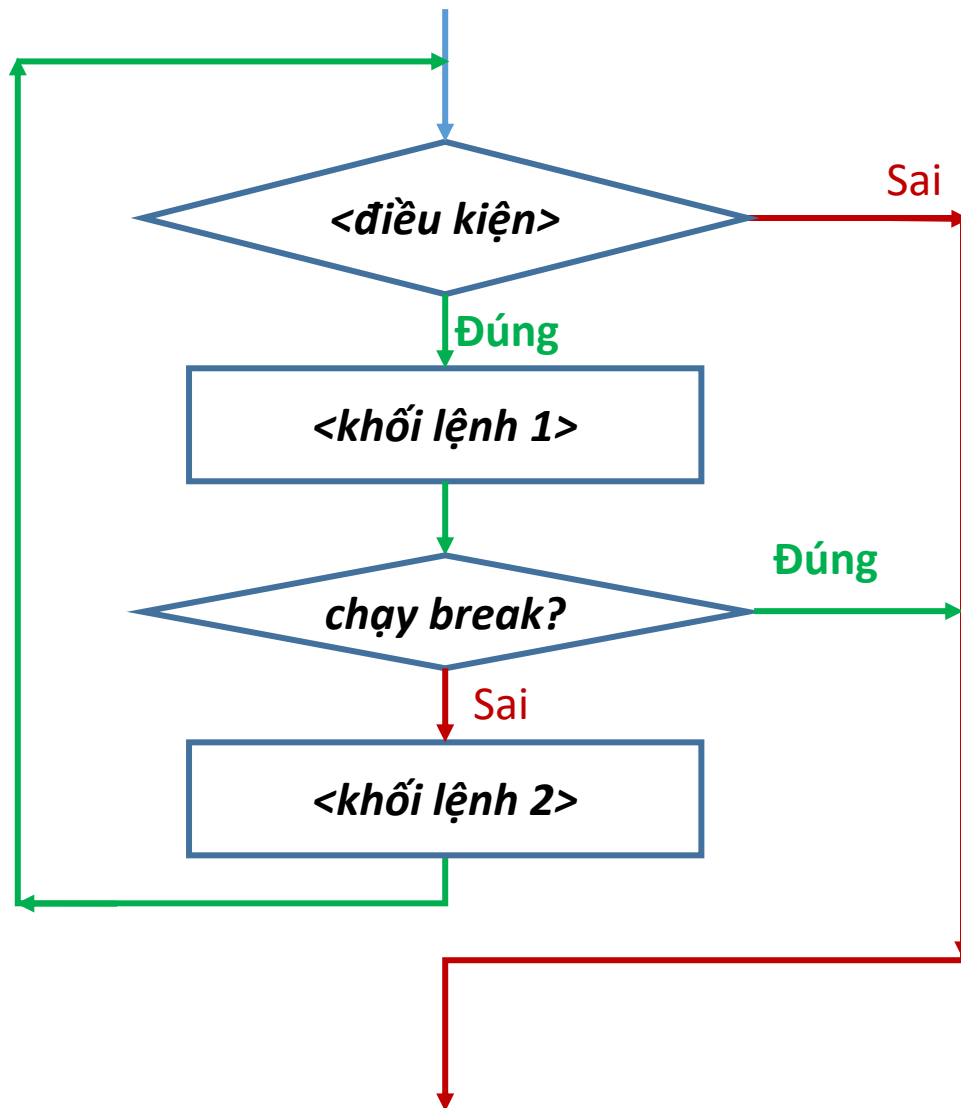 Sai
<điều kiện>
Đúng
<khối lệnh 1>
Đúng
chạy break?
Sai
<khối lệnh 2>